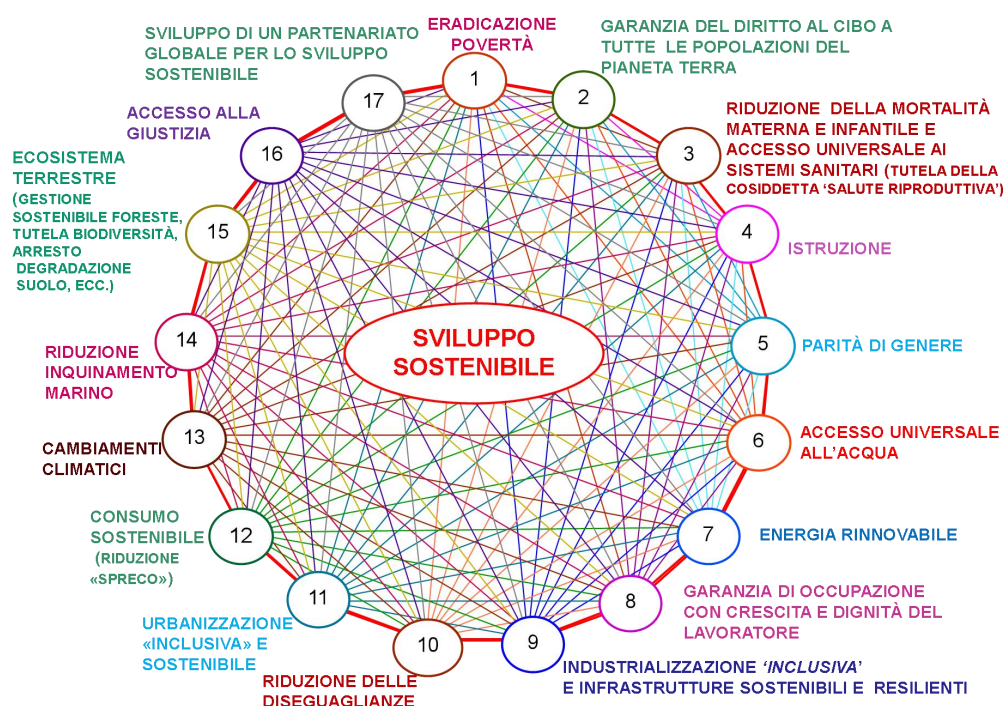 1
ERADICAZIONE
POVERTÀ
2
GARANZIA DEL DIRITTO AL CIBO A
TUTTE LE POPOLAZIONI DEL
PIANETA TERRA
3
RIDUZIONE DELLA MORTALITÀ
MATERNA E INFANTILE E
ACCESSO UNIVERSALE AI
SISTEMI SANITARI (TUTELA DELLA
COSIDDETTA ‘SALUTE RIPRODUTTIVA’)
4
ISTRUZIONE
5
PARITÀ DI GENERE
6
ACCESSO UNIVERSALE
ALL’ACQUA
7
ENERGIA RINNOVABILE
8
GARANZIA DI OCCUPAZIONE
CON CRESCITA E DIGNITÀ DEL
LAVORATORE
9
INDUSTRIALIZZAZIONE ‘INCLUSIVA’
E INFRASTRUTTURE SOSTENIBILI E RESILIENTI
10
RIDUZIONE DELLE
DISEGUAGLIANZE
11
URBANIZZAZIONE
«INCLUSIVA» E
SOSTENIBILE
12
CONSUMO
SOSTENIBILE
(RIDUZIONE
«SPRECO»)
13
CAMBIAMENTI
CLIMATICI
14
RIDUZIONE
INQUINAMENTO
MARINO
15
ECOSISTEMA
TERRESTRE
(GESTIONE
SOSTENIBILE FORESTE,
TUTELA BIODIVERSITÀ,
ARRESTO
DEGRADAZIONE
SUOLO, ECC.)
16
ACCESSO ALLA
GIUSTIZIA
17
SVILUPPO DI UN PARTENARIATO
GLOBALE PER LO SVILUPPO
SOSTENIBILE
SVILUPPO
SOSTENIBILE